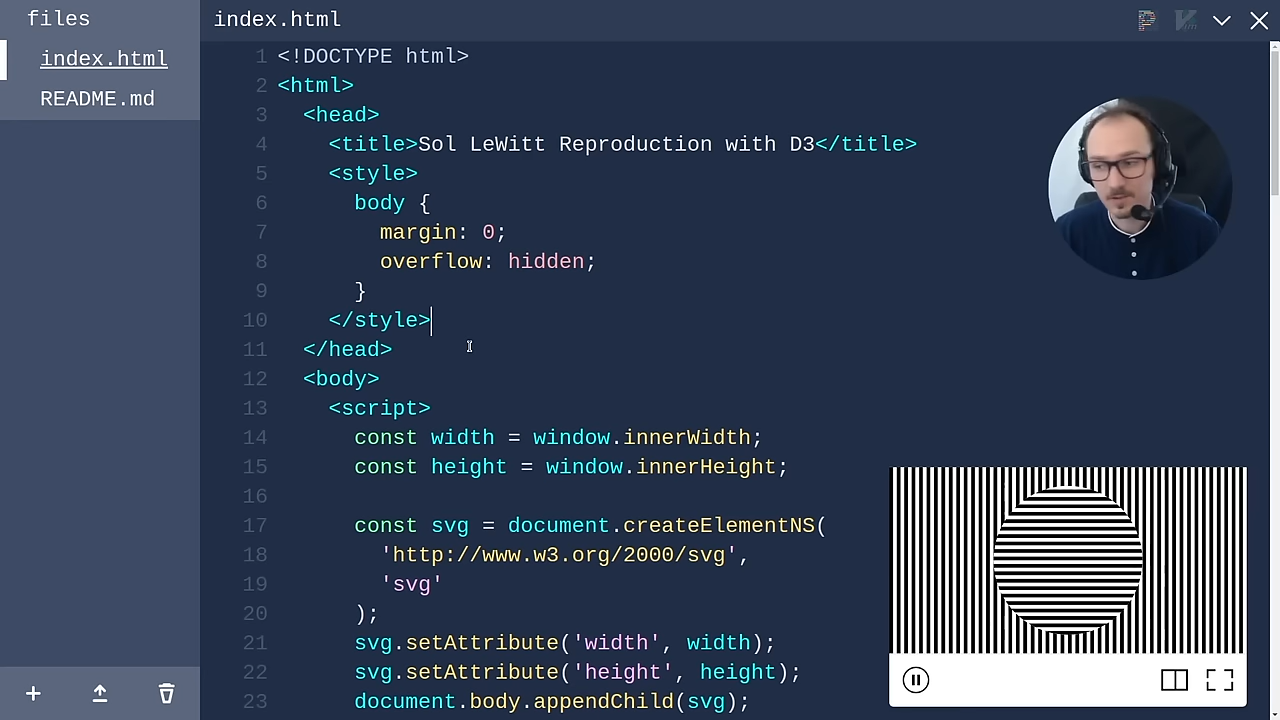 files
index.html
README.md
index.html
1 <!DOCTYPE html>
2 <html>
3 <head>
4 <title>Sol LeWitt Reproduction with D3</title>
5 <style>
6 body {
7 margin: 0;
8 overflow: hidden;
9 }
10 </style>
11 </head>
12 <body>
13 <script>
14 const width = window.innerWidth;
15 const height = window.innerHeight;
16
17 const svg = document.createElementNS(
18 'http://www.w3.org/2000/svg',
19 'svg'
20 );
21 svg.setAttribute('width', width);
22 svg.setAttribute('height', height);
23 document.body.appendChild(svg);